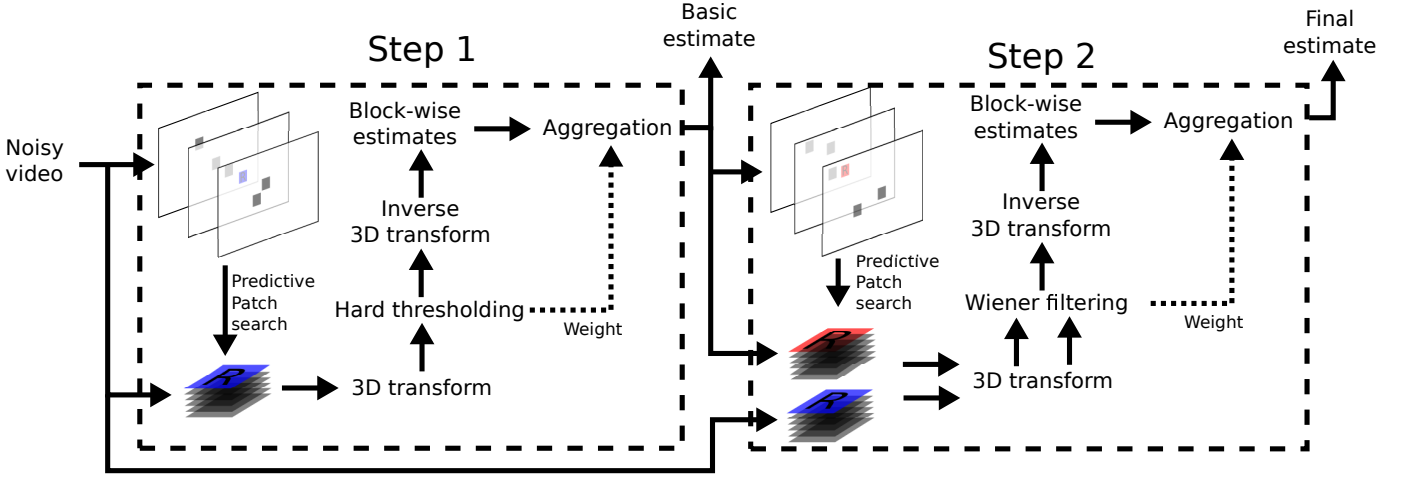 Noisy
video
Step 1
Predictive
Patch
search
R
3D transform
Hard thresholding
Weight
Inverse
3D transform
Block-wise
estimates
Aggregation
Basic
estimate
Step 2
R
Predictive
Patch
search
R
R
3D transform
Wiener filtering
Weight
Inverse
3D transform
Block-wise
estimates
Aggregation
Final
estimate